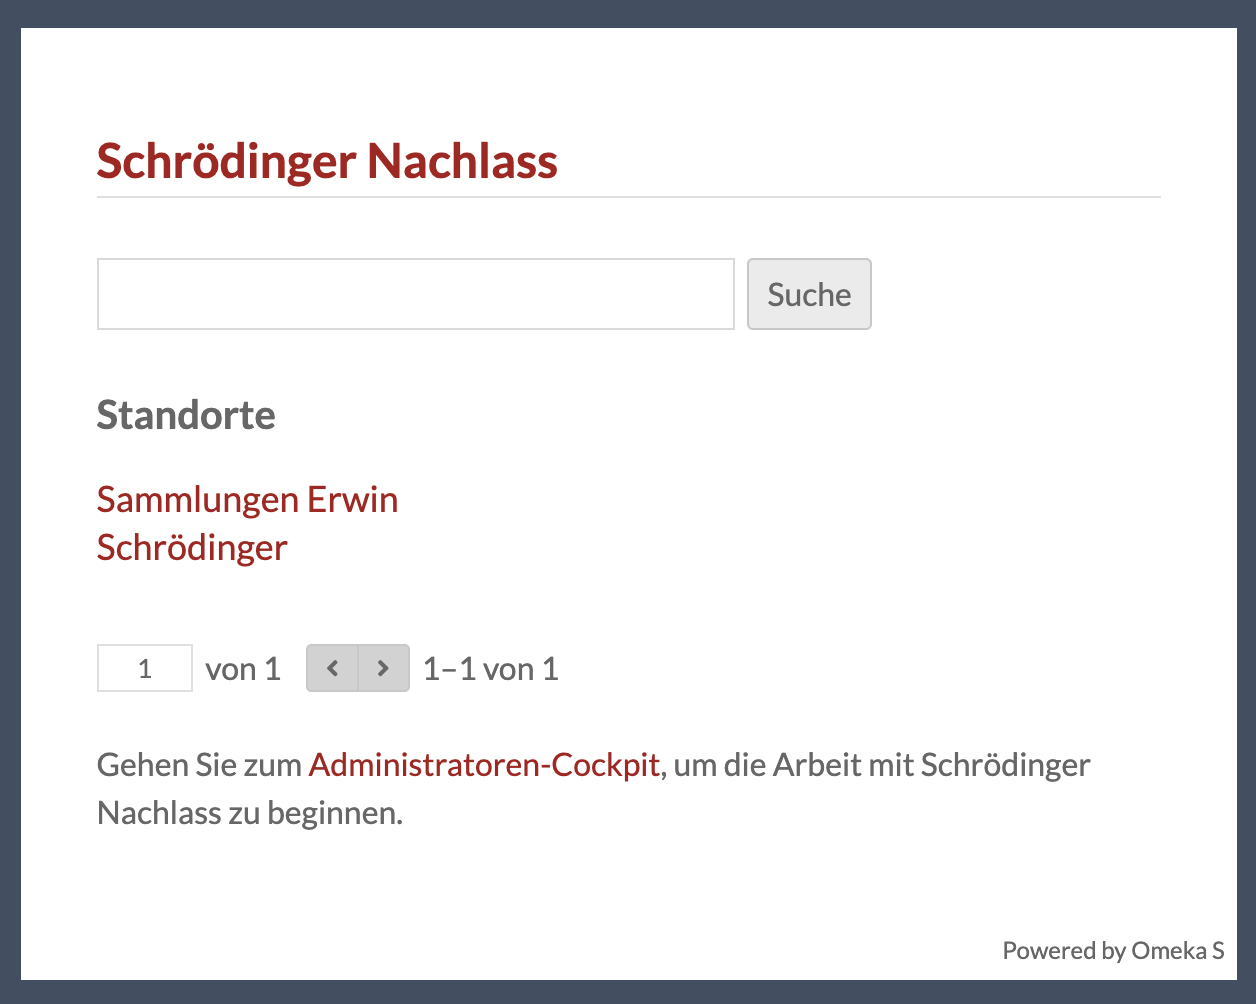 Schrödinger Nachlass
Suche
Standorte
Sammlungen Erwin
Schrödinger
1 von 1 1–1 von 1
Gehen Sie zum Administratoren-Cockpit, um die Arbeit mit Schrödinger
Nachlass zu beginnen.
Powered by Omeka S